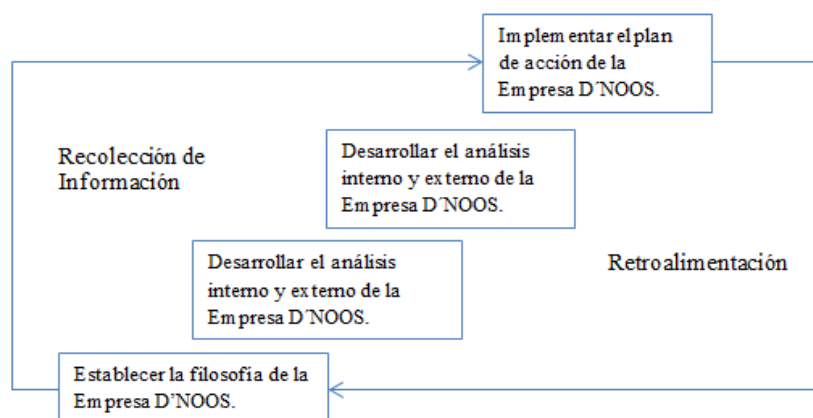 Implementar el plan
de acción de la
Empresa D´NOOS.
Recolección de
Información
Desarrollar el análisis
interno y externo de la
Empresa D´NOOS.
Desarrollar el análisis
interno y externo de la
Empresa D´NOOS.
Retroalimentación
Establecer la filosofía de la
Empresa D’NOOS.